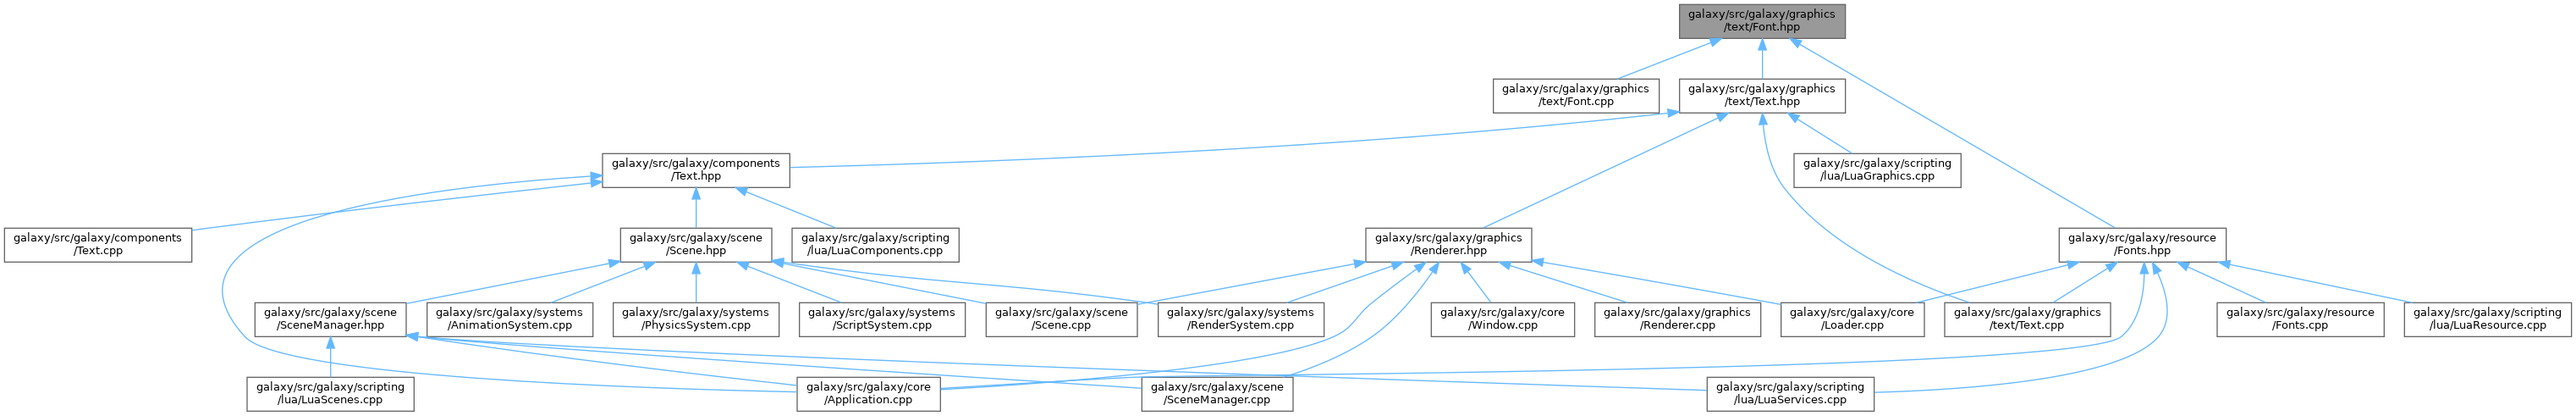 galaxy/src/galaxy/graphics
/text/Font.hpp
galaxy/src/galaxy/graphics
/text/Font.cpp
galaxy/src/galaxy/graphics
/text/Text.hpp
galaxy/src/galaxy/components
/Text.hpp
galaxy/src/galaxy/scripting
/lua/LuaGraphics.cpp
galaxy/src/galaxy/components
/Text.cpp
galaxy/src/galaxy/scene
/Scene.hpp
galaxy/src/galaxy/scripting
/lua/LuaComponents.cpp
galaxy/src/galaxy/graphics
/Renderer.hpp
galaxy/src/galaxy/resource
/Fonts.hpp
galaxy/src/galaxy/scene
/SceneManager.hpp
galaxy/src/galaxy/systems
/AnimationSystem.cpp
galaxy/src/galaxy/systems
/PhysicsSystem.cpp
galaxy/src/galaxy/systems
/ScriptSystem.cpp
galaxy/src/galaxy/scene
/Scene.cpp
galaxy/src/galaxy/systems
/RenderSystem.cpp
galaxy/src/galaxy/core
/Window.cpp
galaxy/src/galaxy/graphics
/Renderer.cpp
galaxy/src/galaxy/core
/Loader.cpp
galaxy/src/galaxy/graphics
/text/Text.cpp
galaxy/src/galaxy/resource
/Fonts.cpp
galaxy/src/galaxy/scripting
/lua/LuaResource.cpp
galaxy/src/galaxy/scripting
/lua/LuaScenes.cpp
galaxy/src/galaxy/core
/Application.cpp
galaxy/src/galaxy/scene
/SceneManager.cpp
galaxy/src/galaxy/scripting
/lua/LuaServices.cpp